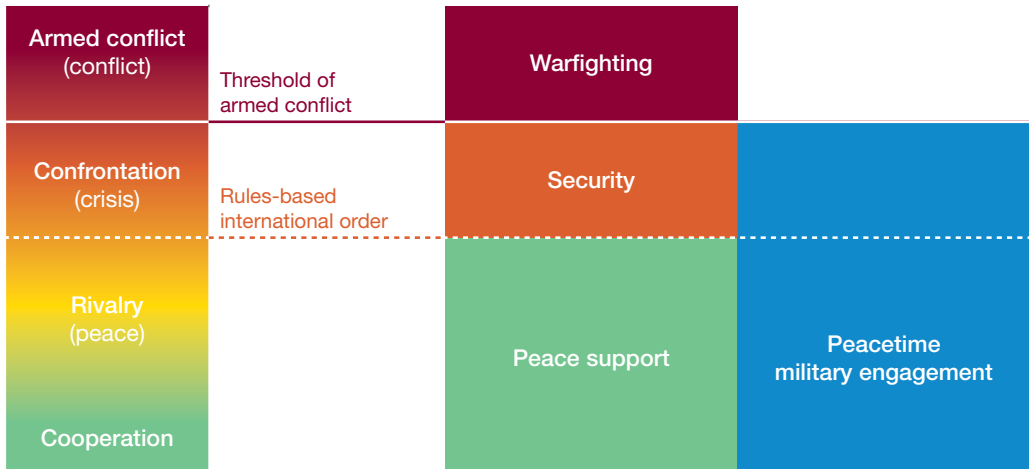 Armed conflict
(conflict)
Threshold of
armed conflict
Warfighting
Confrontation
(crisis)
Rules-based
international order
Security
Rivalry
(peace)
Cooperation
Peace support
Peacetime
military engagement